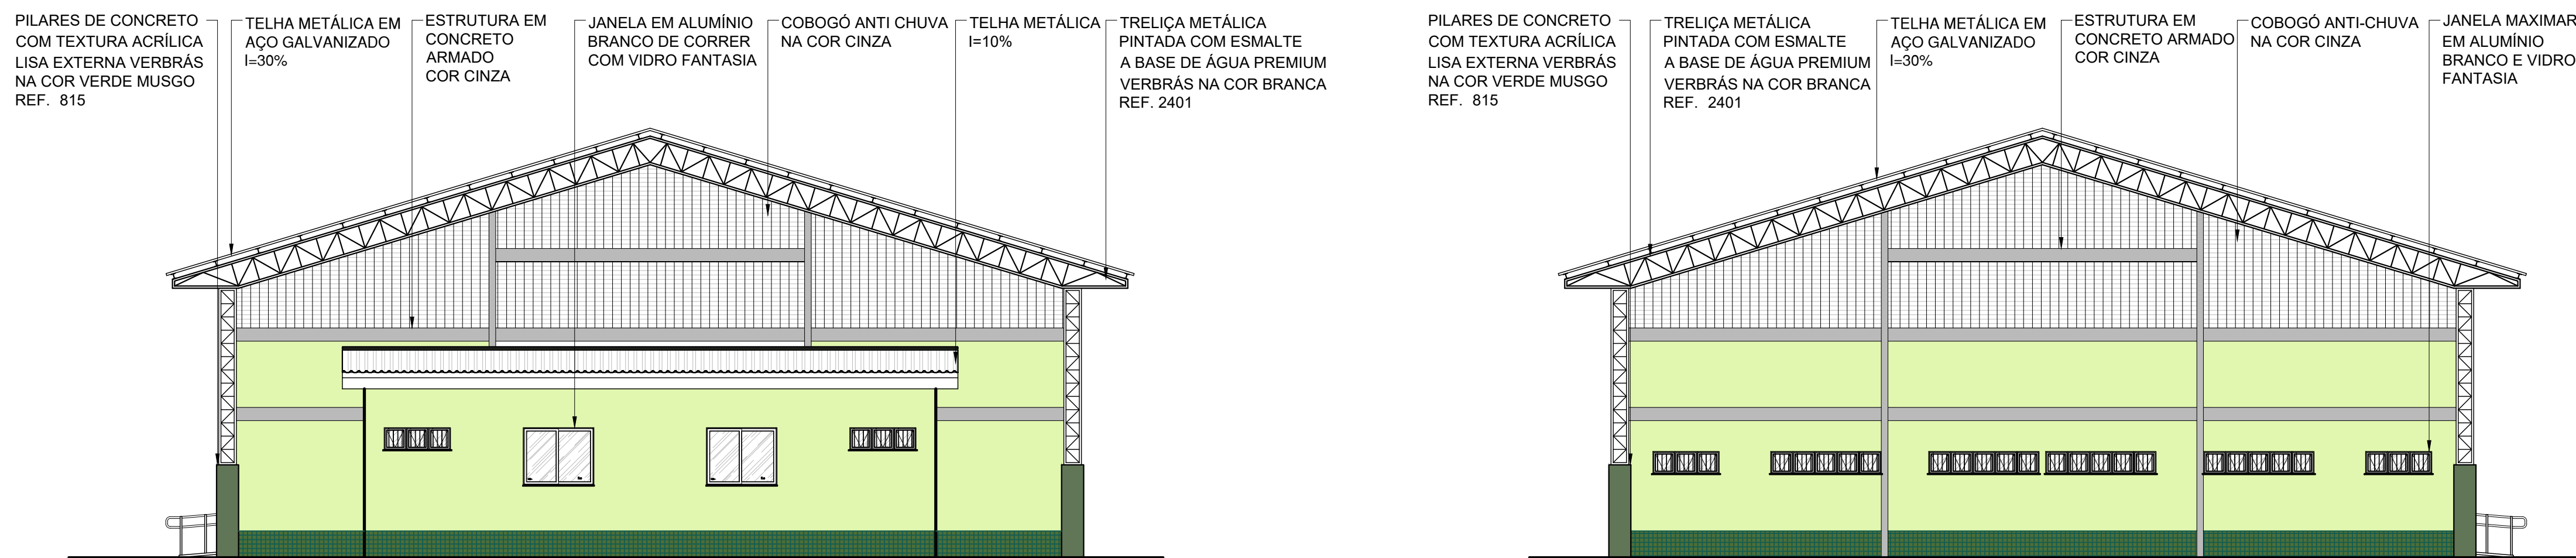 PILARES DE CONCRETO
COM TEXTURA ACRÍLICA
LISA EXTERNA VERBRÁS
NA COR VERDE MUSGO
REF. 815
TELHA METÁLICA EM
AÇO GALVANIZADO
I=30%
ESTRUTURA EM
CONCRETO
ARMADO
COR CINZA
JANELA EM ALUMÍNIO
BRANCO DE CORRER
COM VIDRO FANTASIA
COBOGÓ ANTI CHUVA
NA COR CINZA
TELHA METÁLICA
I=10%
TRELIÇA METÁLICA
PINTADA COM ESMALTE
A BASE DE ÁGUA PREMIUM
VERBRÁS NA COR BRANCA
REF. 2401
PILARES DE CONCRETO
COM TEXTURA ACRÍLICA
LISA EXTERNA VERBRÁS
NA COR VERDE MUSGO
REF. 815
TRELIÇA METÁLICA
PINTADA COM ESMALTE
A BASE DE ÁGUA PREMIUM
VERBRÁS NA COR BRANCA
REF. 2401
TELHA METÁLICA EM
AÇO GALVANIZADO
I=30%
ESTRUTURA EM
CONCRETO ARMADO
COR CINZA
COBOGÓ ANTI-CHUVA
NA COR CINZA
JANELA MAXIMAR
EM ALUMÍNIO
BRANCO E VIDRO
FANTASIA